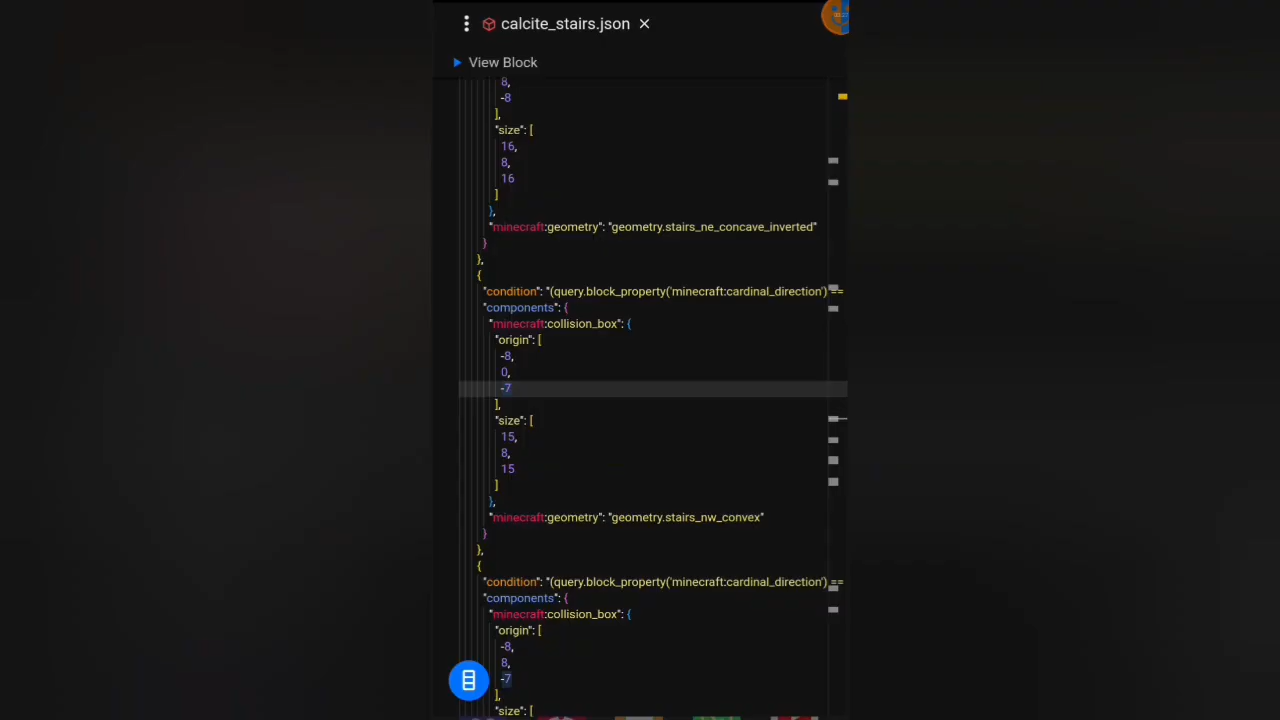 calcite_stairs.json
View Block
8,
-8
],
"size": [
16,
8,
16
]
},
"minecraft:geometry": "geometry.stairs_ne_concave_inverted"
}
},
{
"condition": "(query.block_property('minecraft:cardinal_direction') ==
"components": {
"minecraft:collision_box": {
"origin": [
-8,
0,
-7
],
"size": [
15,
8,
15
]
},
"minecraft:geometry": "geometry.stairs_nw_convex"
}
},
{
"condition": "(query.block_property('minecraft:cardinal_direction') ==
"components": {
"minecraft:collision_box": {
"origin": [
-8,
8,
-7
],
"size": [